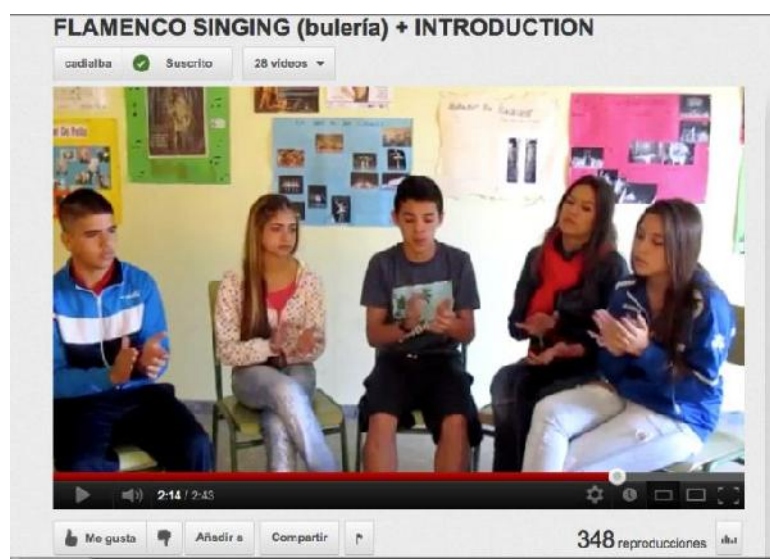 FLAMENCO SINGING (bulería) + INTRODUCTION
cadialba Suscrito 28 videos
2:14 / 2:43
Me gusta Añadir a Compartir
348 reproducciones